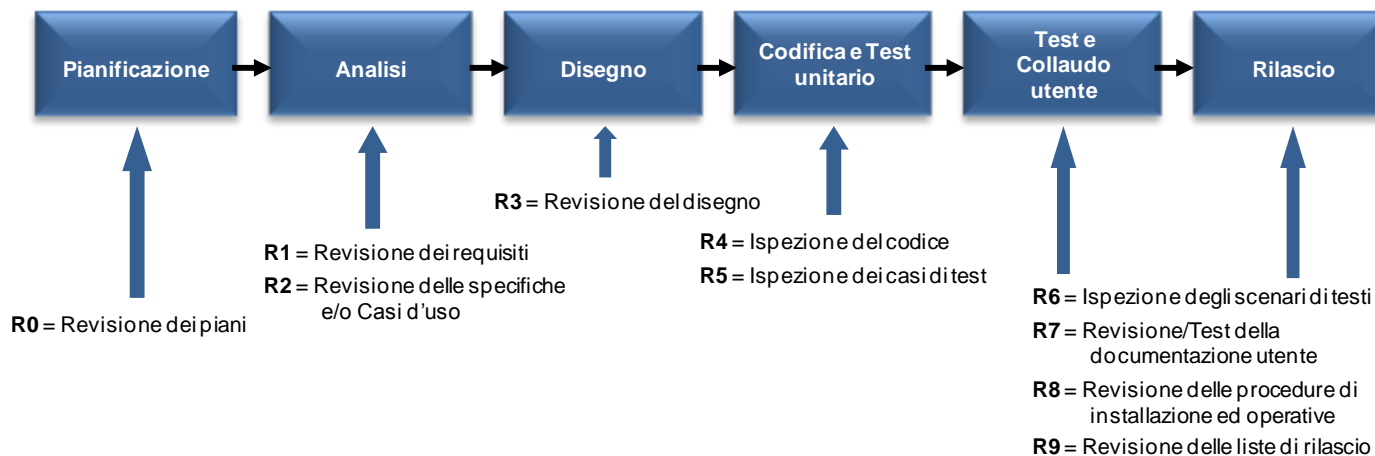 Pianificazione
Analisi
Disegno
Codifica e Test
unitario
Test e
Collaudo
utente
Rilascio
R0 = Revisione dei piani
R1 = Revisione dei requisiti
R2 = Revisione delle specifiche
e/o Casi d'uso
R3 = Revisione del disegno
R4 = Ispezione del codice
R5 = Ispezione dei casi di test
R6 = Ispezione degli scenari di testi
R7 = Revisione/Test della
documentazione utente
R8 = Revisione delle procedure di
installazione ed operative
R9 = Revisione delle liste di rilascio